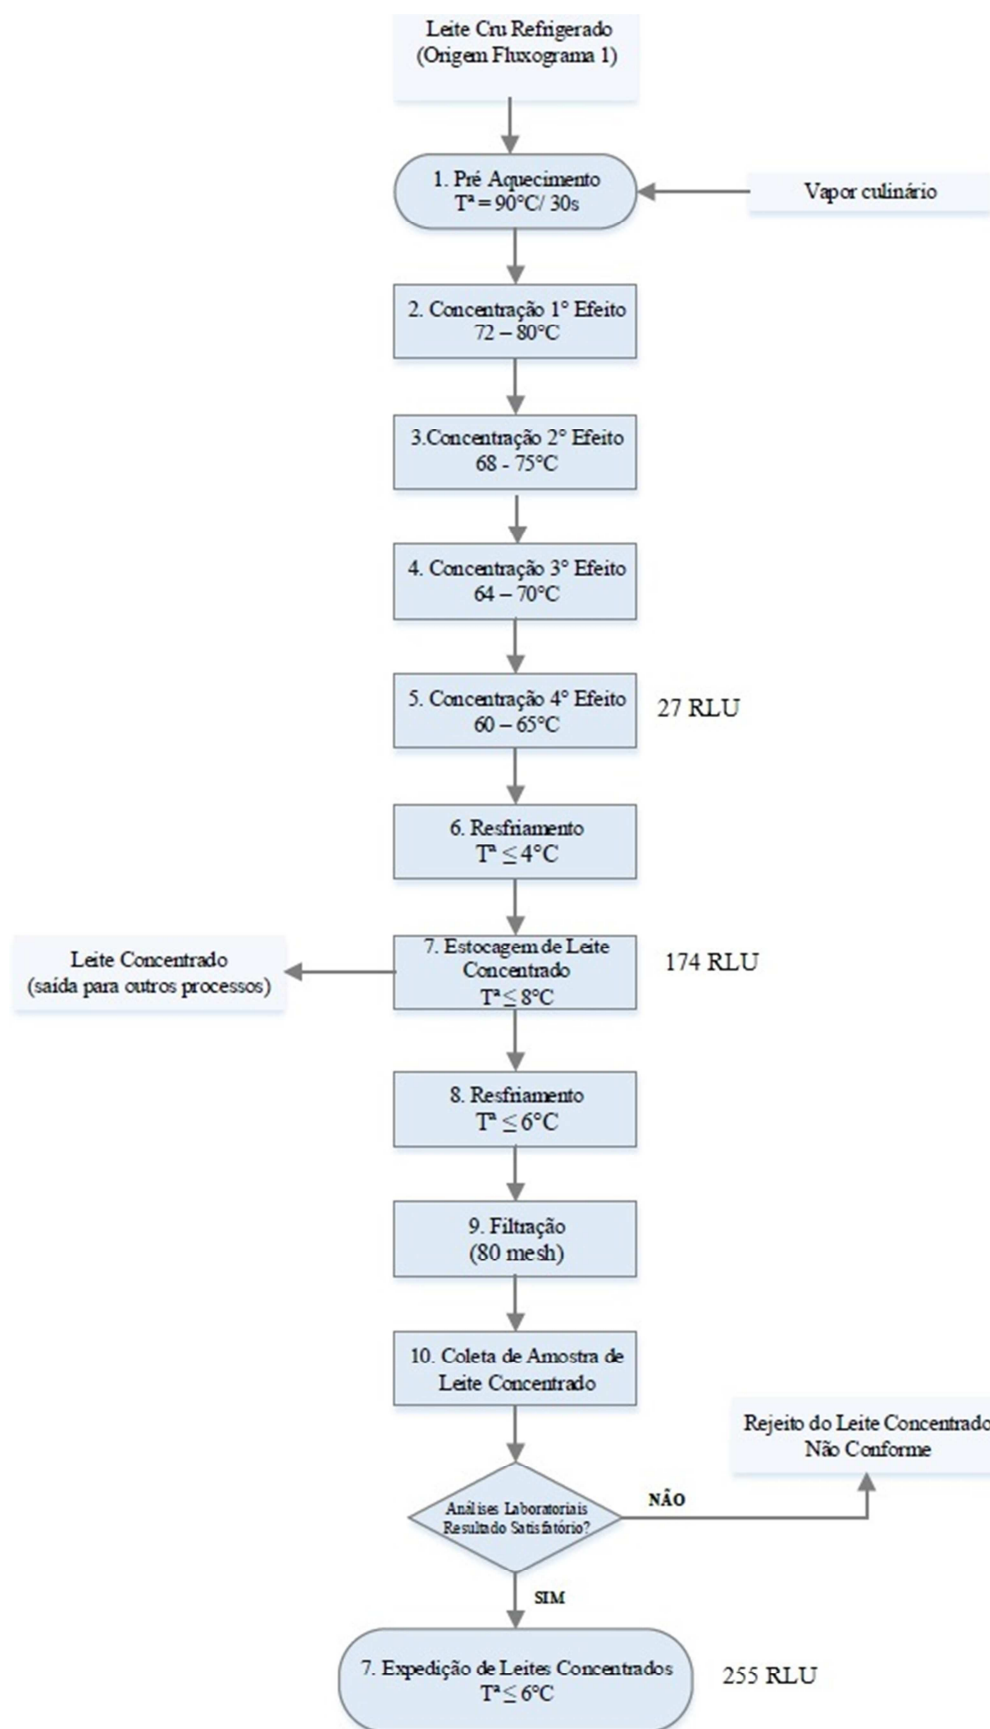 Leite Cru Refrigerado
(Origem Fluxograma 1)
1. Pré Aquecimento
Tª = 90°C/ 30s
Vapor culinário
2. Concentração 1° Efeito
72 – 80°C
3.Concentração 2° Efeito
68 - 75°C
4. Concentração 3° Efeito
64 – 70°C
5. Concentração 4° Efeito
60 – 65°C
27 RLU
6. Resfriamento
Tª ≤ 4°C
7. Estocagem de Leite
Concentrado
Tª ≤ 8°C
174 RLU
Leite Concentrado
(saída para outros processos)
8. Resfriamento
Tª ≤ 6°C
9. Filtração
(80 mesh)
10. Coleta de Amostra de
Leite Concentrado
Rejeito do Leite Concentrado
Não Conforme
Análises Laboratoriais
Resultado Satisfatório?
NÃO
SIM
7. Expedição de Leites Concentrados
Tª ≤ 6°C
255 RLU